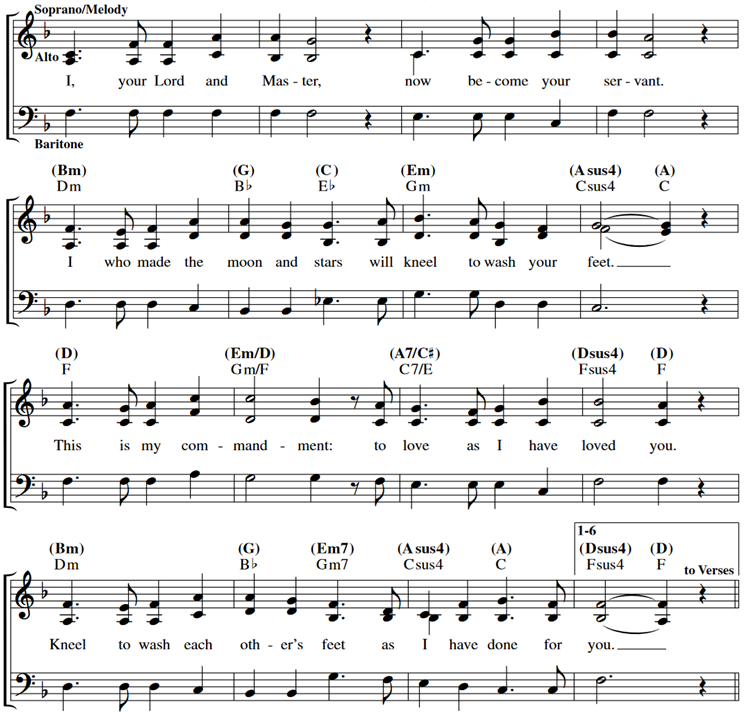 Soprano/Melody
Alto
I, your Lord and Mas - ter, now be - come your ser - vant.
Baritone
(Bm) (G) (C) (Em) (A sus4) (A)
Dm B♭ E♭ Gm Csus4 C
I who made the moon and stars will kneel to wash your feet.
(D) (Em/D) (A7/C♯) (Dsus4) (D)
F Gm/F C7/E Fsus4 F
This is my com - mand - ment: to love as I have loved you.
1-6
(Bm) (G) (Em7) (A sus4) (A) (Dsus4) (D)
Dm B♭ Gm7 Csus4 C Fsus4 F to Verses
Kneel to wash each oth - er's feet as I have done for you.